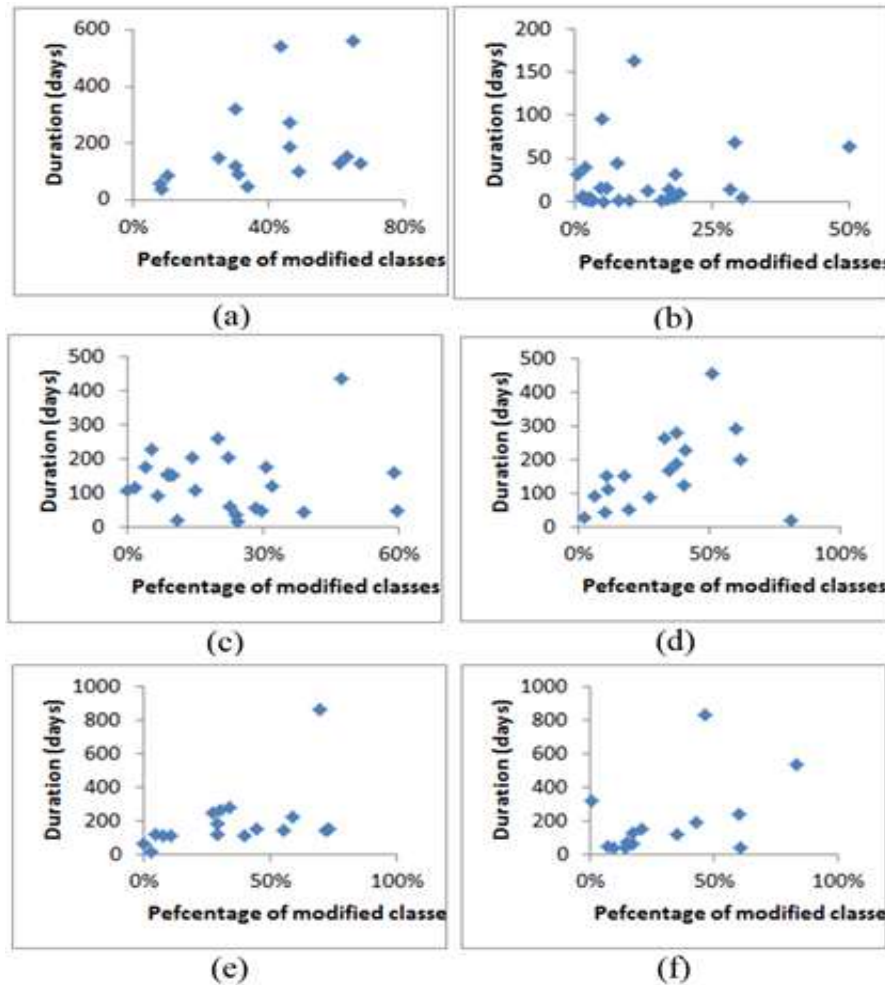 600
400
200
0
Duration (days)
0% 40% 80%
Pefcentage of modified classes
(a)
200
150
100
50
0
Duration (days)
0% 25% 50%
Pefcentage of modified classes
(b)
500
400
300
200
100
0
Duration (days)
0% 30% 60%
Pefcentage of modified classes
(c)
500
400
300
200
100
0
Duration (days)
0% 50% 100%
Pefcentage of modified classes
(d)
1000
800
600
400
200
0
Duration (days)
0% 50% 100%
Pefcentage of modified classe
(e)
1000
800
600
400
200
0
Duration (days)
0% 50% 100%
Pefcentage of modified classe
(f)